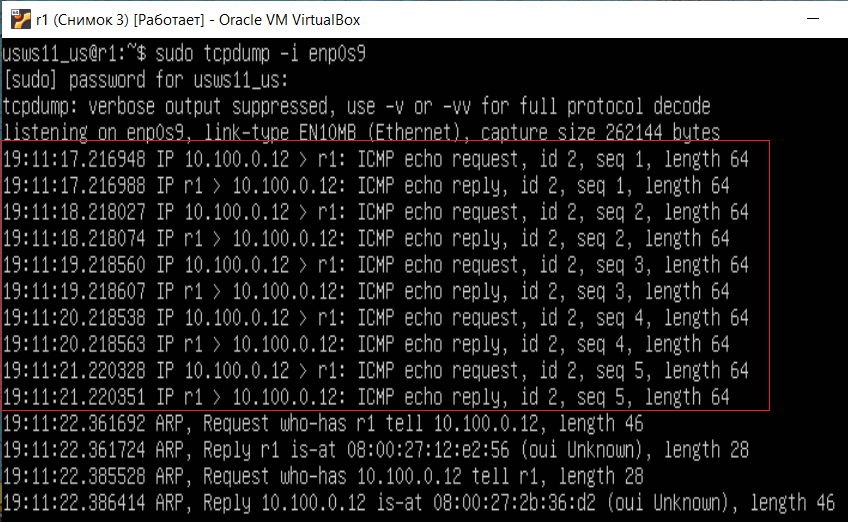 r1 (Снимок 3) [Работает] - Oracle VM VirtualBox
usws11_us@r1:~$ sudo tcpdump -i enp0s9
[sudo] password for usws11_us:
tcpdump: verbose output suppressed, use -v or -vv for full protocol decode
listening on enp0s9, link-type EN10MB (Ethernet), capture size 262144 bytes
19:11:17.216948 IP 10.100.0.12 > r1: ICMP echo request, id 2, seq 1, length 64
19:11:17.216988 IP r1 > 10.100.0.12: ICMP echo reply, id 2, seq 1, length 64
19:11:18.218027 IP 10.100.0.12 > r1: ICMP echo request, id 2, seq 2, length 64
19:11:18.218074 IP r1 > 10.100.0.12: ICMP echo reply, id 2, seq 2, length 64
19:11:19.218560 IP 10.100.0.12 > r1: ICMP echo request, id 2, seq 3, length 64
19:11:19.218607 IP r1 > 10.100.0.12: ICMP echo reply, id 2, seq 3, length 64
19:11:20.218538 IP 10.100.0.12 > r1: ICMP echo request, id 2, seq 4, length 64
19:11:20.218563 IP r1 > 10.100.0.12: ICMP echo reply, id 2, seq 4, length 64
19:11:21.220328 IP 10.100.0.12 > r1: ICMP echo request, id 2, seq 5, length 64
19:11:21.220351 IP r1 > 10.100.0.12: ICMP echo reply, id 2, seq 5, length 64
19:11:22.361692 ARP, Request who-has r1 tell 10.100.0.12, length 46
19:11:22.361724 ARP, Reply r1 is-at 08:00:27:12:e2:56 (oui Unknown), length 28
19:11:22.385528 ARP, Request who-has 10.100.0.12 tell r1, length 28
19:11:22.386414 ARP, Reply 10.100.0.12 is-at 08:00:27:2b:36:d2 (oui Unknown), length 46